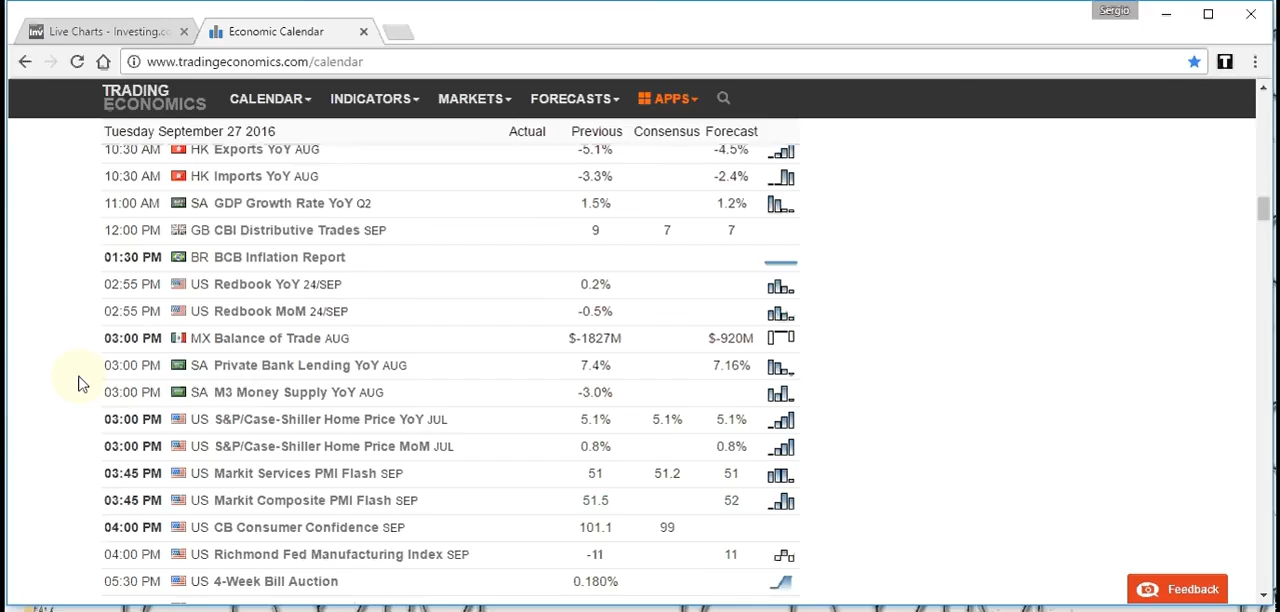 Sergio
Live Charts - Investing.co
Economic Calendar
www.tradingeconomics.com/calendar
TRADING ECONOMICS CALENDAR INDICATORS MARKETS FORECASTS APPS
Tuesday September 27 2016 Actual Previous Consensus Forecast
10:30 AM HK Exports YoY AUG -5.1% -4.5%
10:30 AM HK Imports YoY AUG -3.3% -2.4%
11:00 AM SA GDP Growth Rate YoY Q2 1.5% 1.2%
12:00 PM GB CBI Distributive Trades SEP 9 7 7
01:30 PM BR BCB Inflation Report
02:55 PM US Redbook YoY 24/SEP 0.2%
02:55 PM US Redbook MoM 24/SEP -0.5%
03:00 PM MX Balance of Trade AUG $-1827M $-920M
03:00 PM SA Private Bank Lending YoY AUG 7.4% 7.16%
03:00 PM SA M3 Money Supply YoY AUG -3.0%
03:00 PM US S&P/Case-Shiller Home Price YoY JUL 5.1% 5.1% 5.1%
03:00 PM US S&P/Case-Shiller Home Price MoM JUL 0.8% 0.8%
03:45 PM US Markit Services PMI Flash SEP 51 51.2 51
03:45 PM US Markit Composite PMI Flash SEP 51.5 52
04:00 PM US CB Consumer Confidence SEP 101.1 99
04:00 PM US Richmond Fed Manufacturing Index SEP -11 11
05:30 PM US 4-Week Bill Auction 0.180%
Feedback